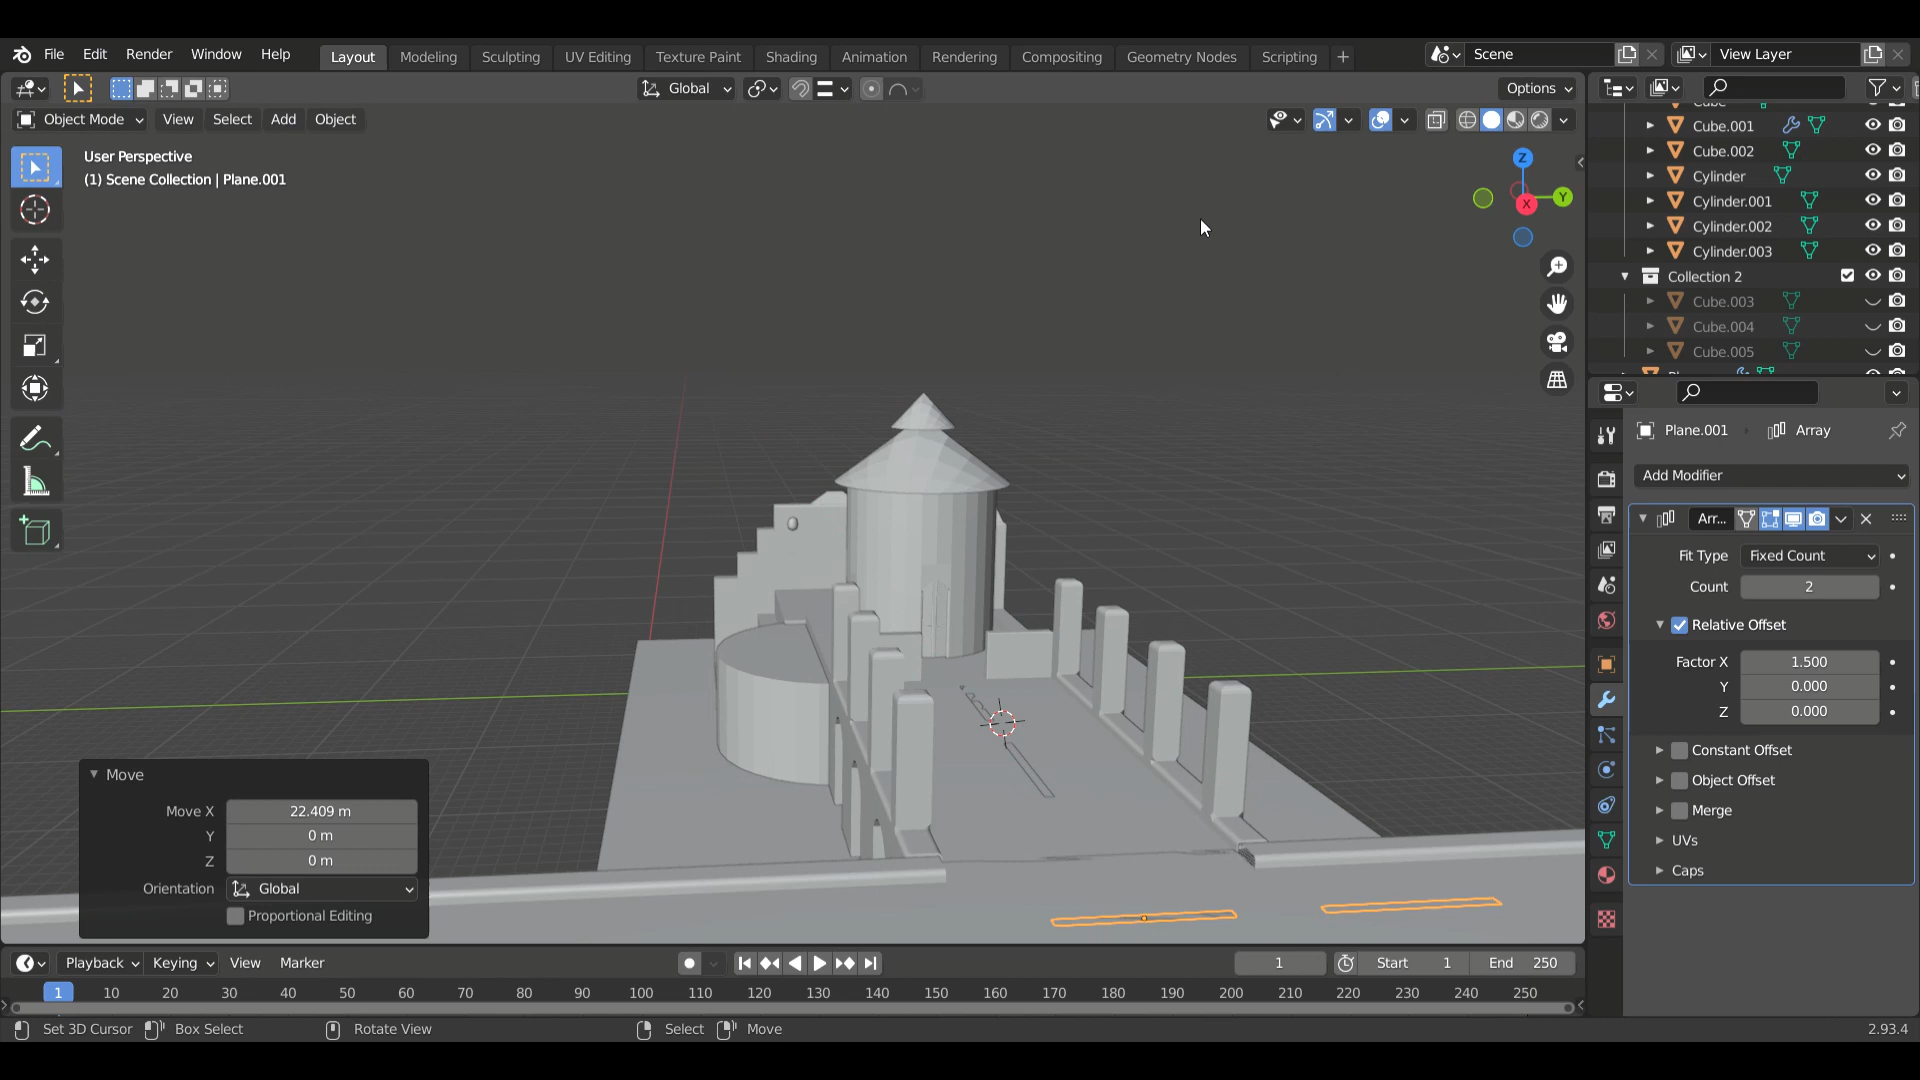 File Edit Render Window Help Layout Modeling Sculpting UV Editing Texture Paint Shading Animation Rendering Compositing Geometry Nodes Scripting + Scene View Layer
Global Options
Object Mode View Select Add Object
User Perspective
(1) Scene Collection | Plane.001
Z
Y
X
Cube
Cube.001
Cube.002
Cylinder
Cylinder.001
Cylinder.002
Cylinder.003
Collection 2
Cube.003
Cube.004
Cube.005
Plane.001 Array
Add Modifier
Arr...
Fit Type Fixed Count
Count 2
Relative Offset
Factor X 1.500
Y 0.000
Z 0.000
Constant Offset
Object Offset
Merge
UVs
Caps
Move
Move X 22.409 m
Y 0 m
Z 0 m
Orientation Global
Proportional Editing
Playback Keying View Marker 1 Start 1 End 250
1 10 20 30 40 50 60 70 80 90 100 110 120 130 140 150 160 170 180 190 200 210 220 230 240 250
Set 3D Cursor Box Select Rotate View Select Move 2.93.4